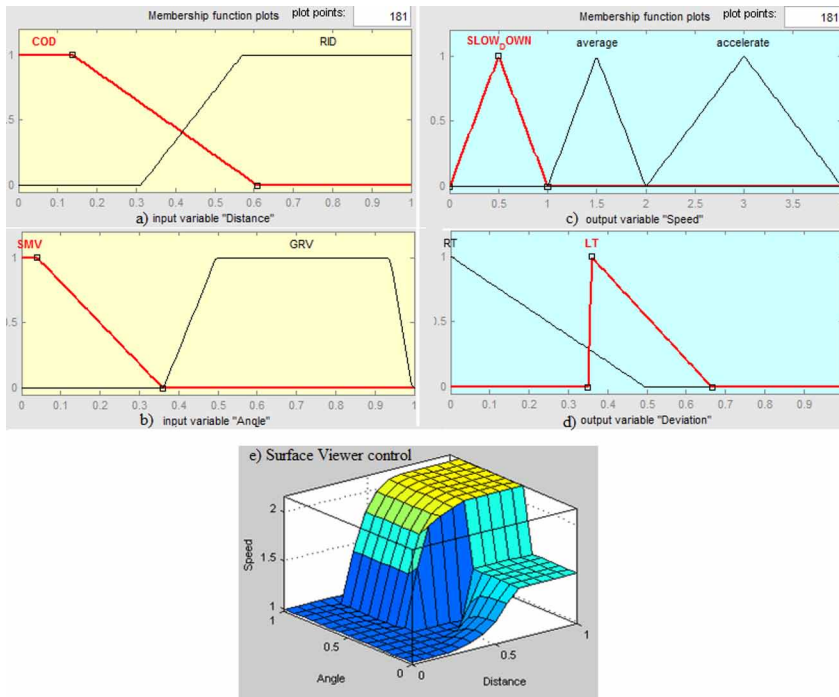 Membership function plots plot points: 181
COD RID
1
0.5
0
0 0.1 0.2 0.3 0.4 0.5 0.6 0.7 0.8 0.9 1
a) input variable "Distance"
Membership function plots plot points: 181
SLOW_DOWN average accelerate
1
0.5
0
0 0.5 1 1.5 2 2.5 3 3.5
c) output variable "Speed"
SMV GRV
1
0.5
0
0 0.1 0.2 0.3 0.4 0.5 0.6 0.7 0.8 0.9 1
b) input variable "Angle"
RT LT
1
0.5
0
0 0.1 0.2 0.3 0.4 0.5 0.6 0.7 0.8 0.9
d) output variable "Deviation"
e) Surface Viewer control
2
1.5
1
Speed
1
0.5
0
Angle
0
0.5
1
Distance